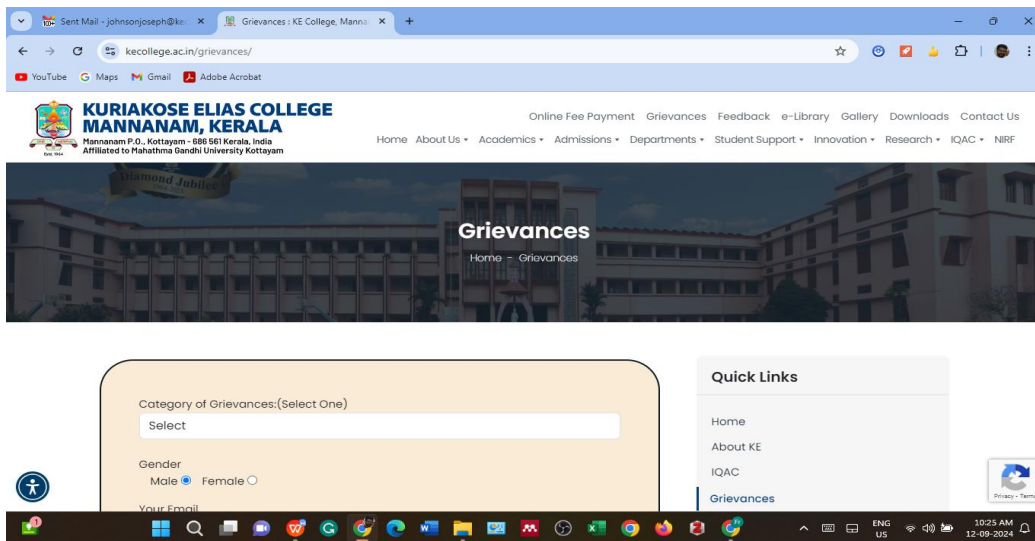 Sent Mail - johnsonjoseph@ke
Grievances : KE College, Manna
kecollege.ac.in/grievances/
YouTube Maps Gmail Adobe Acrobat
KURIAKOSE ELIAS COLLEGE
MANNANAM, KERALA
Mannanam P.O., Kottayam - 686 561 Kerala, India
Affiliated to Mahathma Gandhi University Kottayam
Online Fee Payment Grievances Feedback e-Library Gallery Downloads Contact Us
Home About Us Academics Admissions Departments Student Support Innovation Research IQAC NIRF
Diamond Jubilee
Grievances
Home - Grievances
Category of Grievances:(Select One)
Select
Gender
Male Female
Your Email
Quick Links
Home
About KE
IQAC
Grievances
Privacy - Terms
ENG
US
10:25 AM
12-09-2024